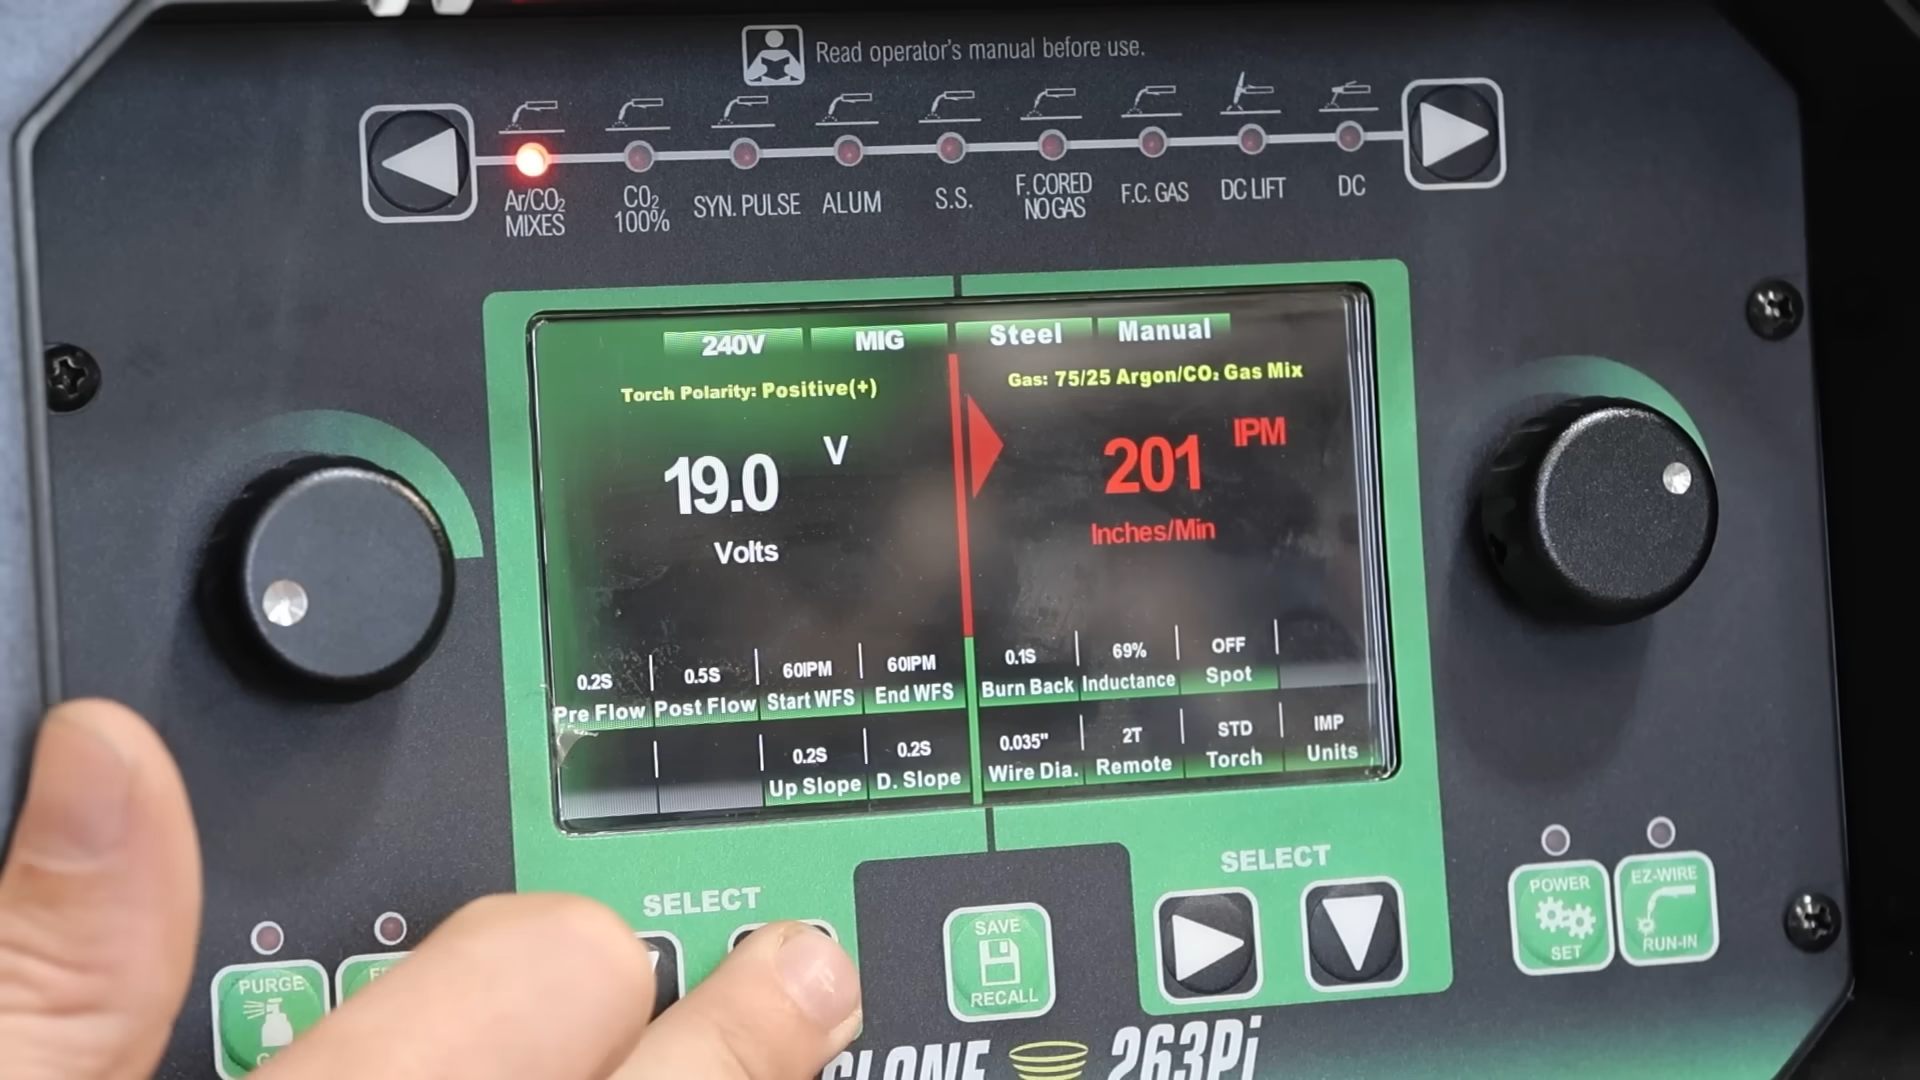 Read operator's manual before use.
Ar/CO₂
MIXES
CO₂
100%
SYN. PULSE
ALUM
S.S.
F. CORED
NO GAS
F.C. GAS
DC LIFT
DC
240V
MIG
Steel
Manual
Torch Polarity: Positive(+)
Gas: 75/25 Argon/CO₂ Gas Mix
19.0 V
Volts
201 IPM
Inches/Min
0.2S
Pre Flow
0.5S
Post Flow
60IPM
Start WFS
60IPM
End WFS
0.1S
Burn Back
69%
Inductance
OFF
Spot
0.2S
Up Slope
0.2S
D. Slope
0.035"
Wire Dia.
2T
Remote
STD
Torch
IMP
Units
SELECT
SELECT
PURGE
SAVE
RECALL
POWER
SET
EZ-WIRE
RUN-IN
263Pi